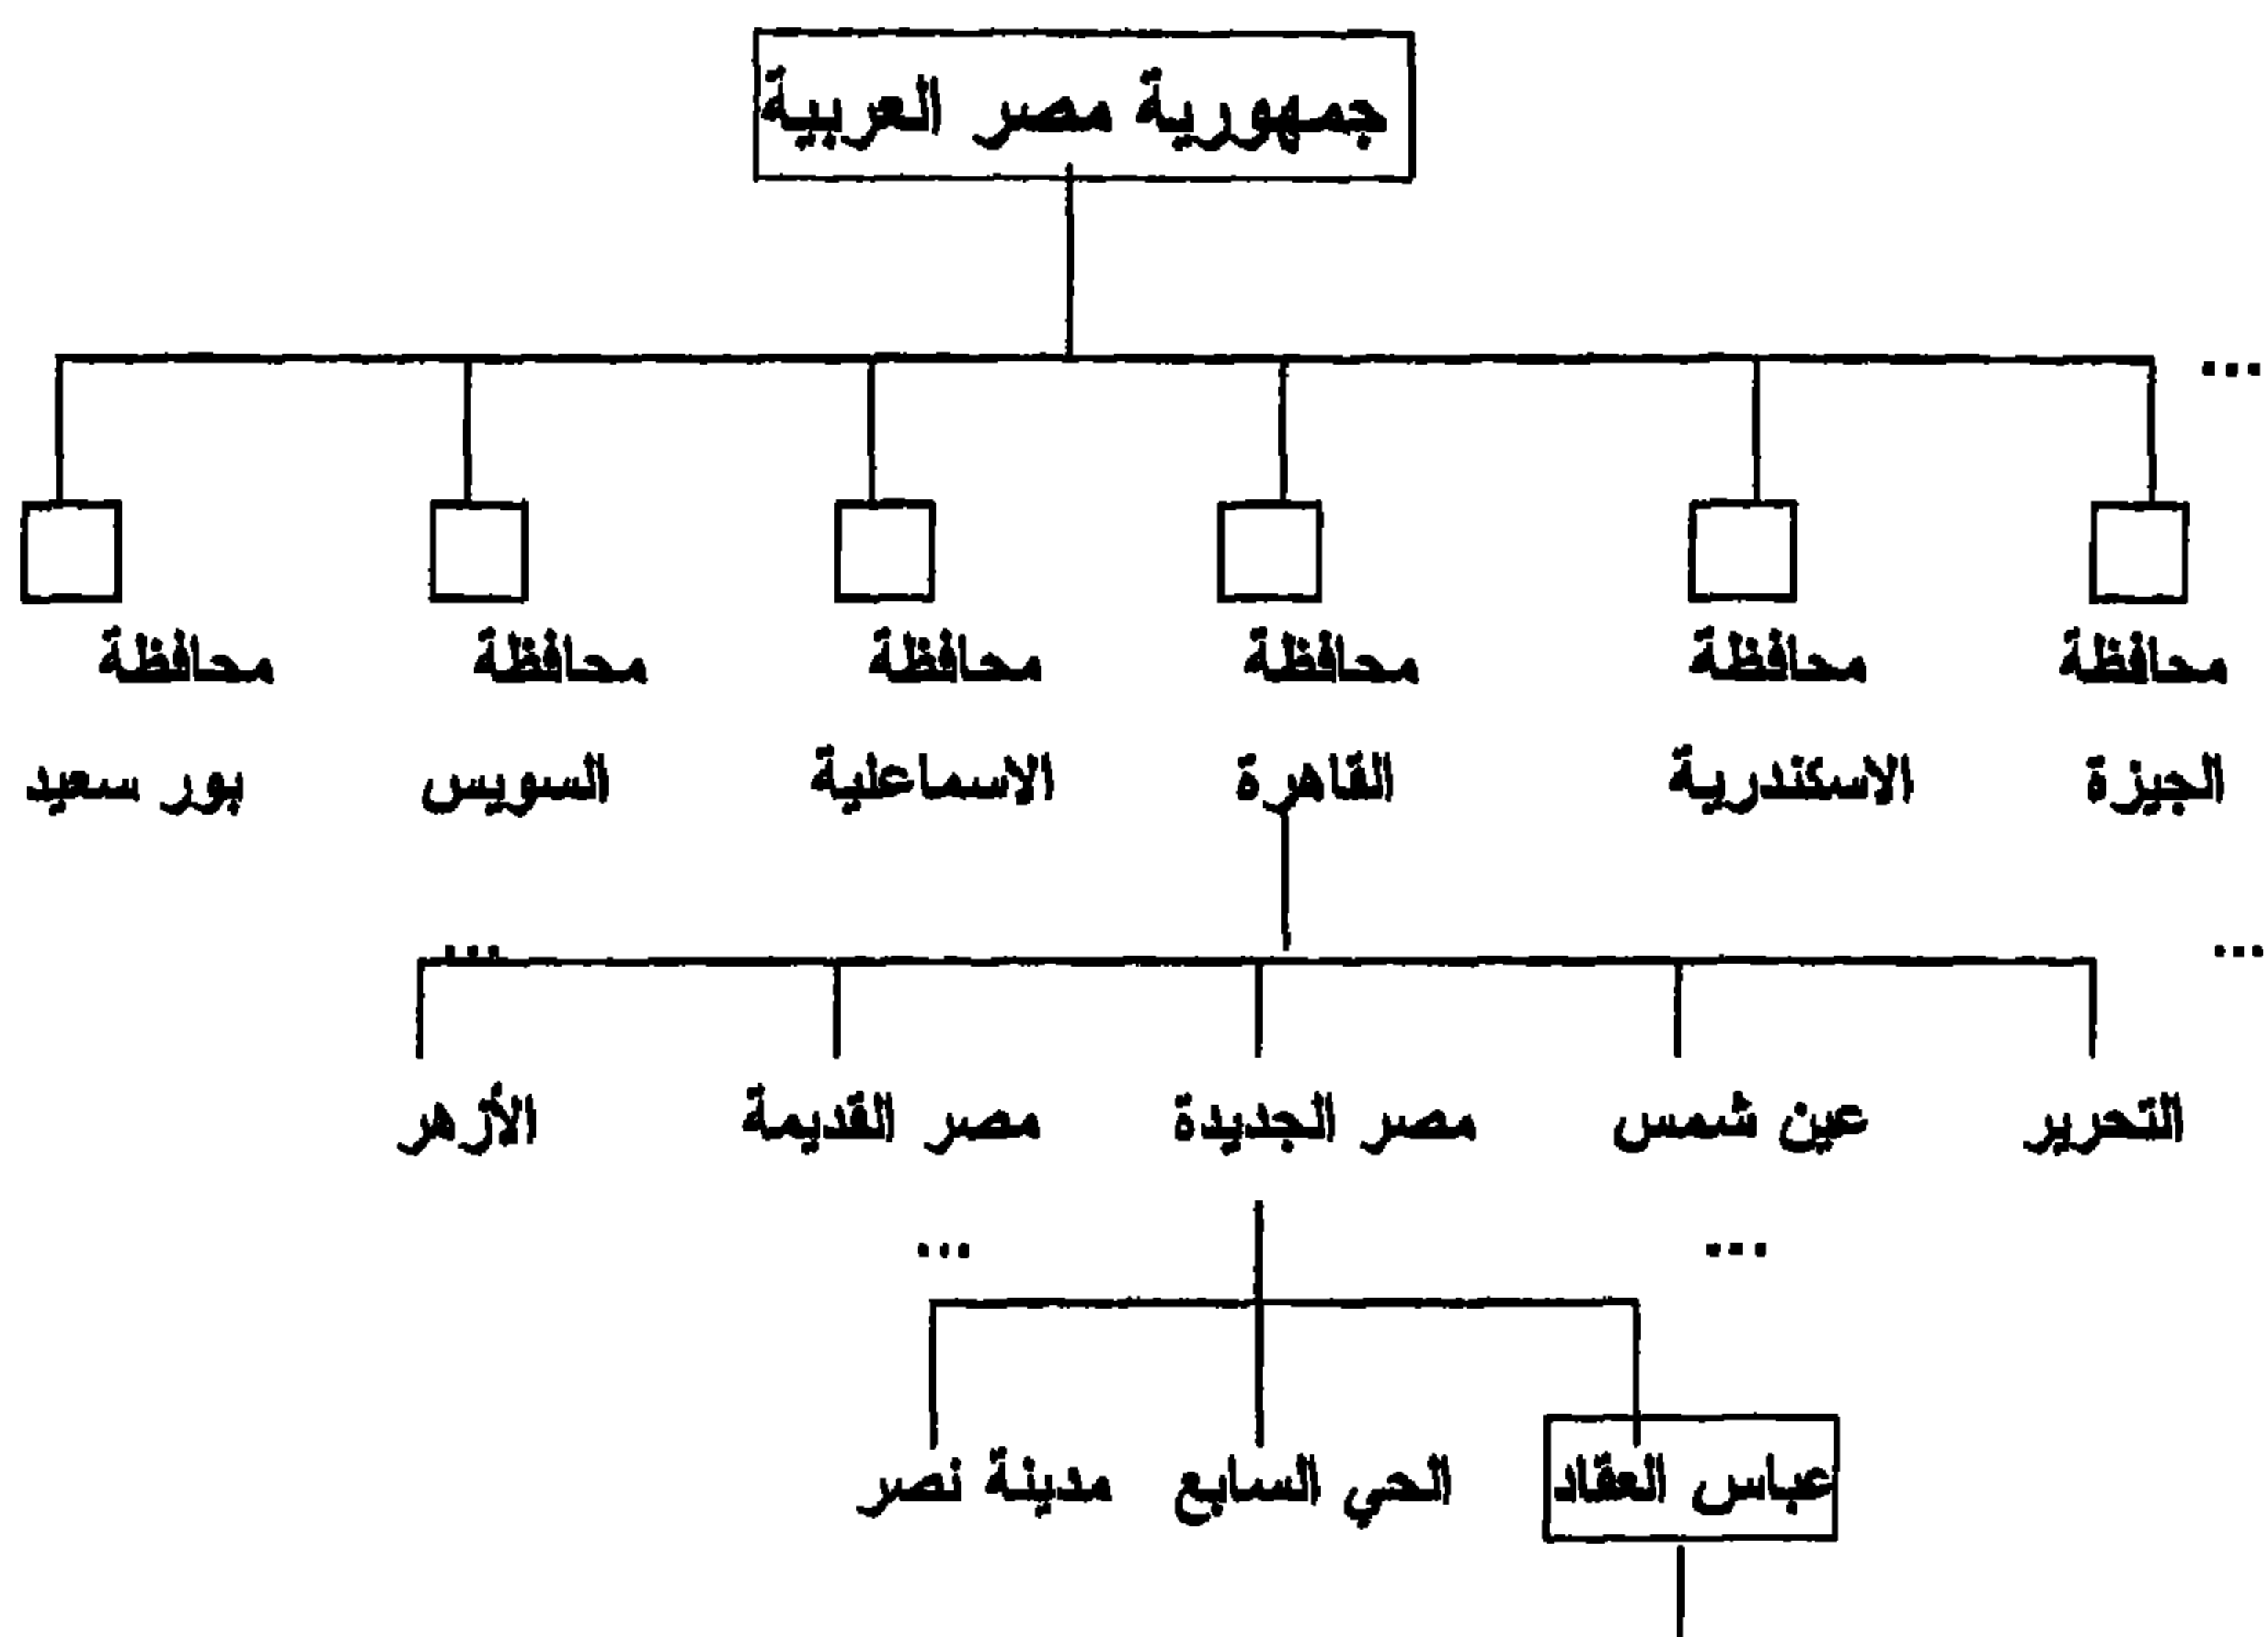 جمهورية مصر العربية
...
محافظة محافظة محافظة محافظة محافظة محافظة
الجيزة الاسكندرية القاهرة الاسماعلية السويس بور سعيد
... ...
التحرير عين شمس مصر الجديدة مصر القديمة الأزهر
... ...
عباس العقاد الحي السابع مدينة نصر